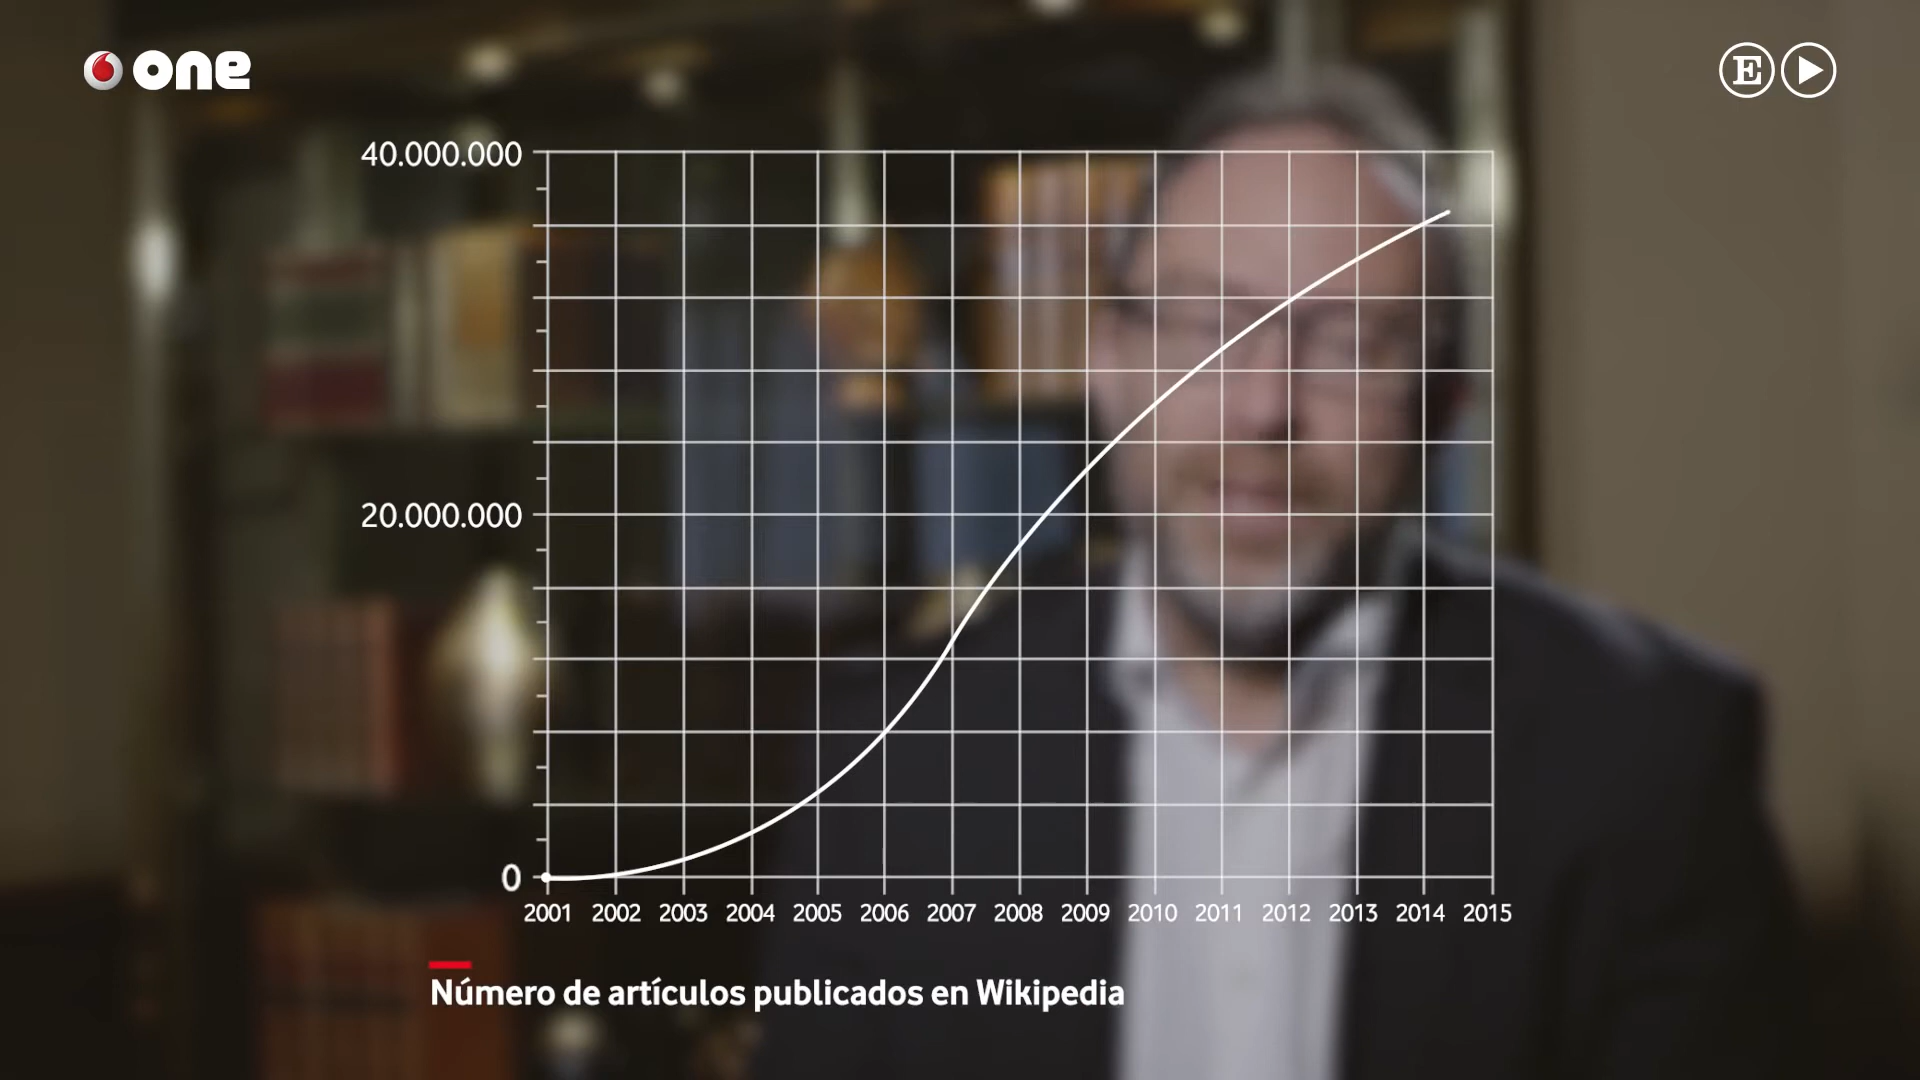 one
E
40.000.000
20.000.000
0
2001 2002 2003 2004 2005 2006 2007 2008 2009 2010 2011 2012 2013 2014 2015
Número de artículos publicados en Wikipedia